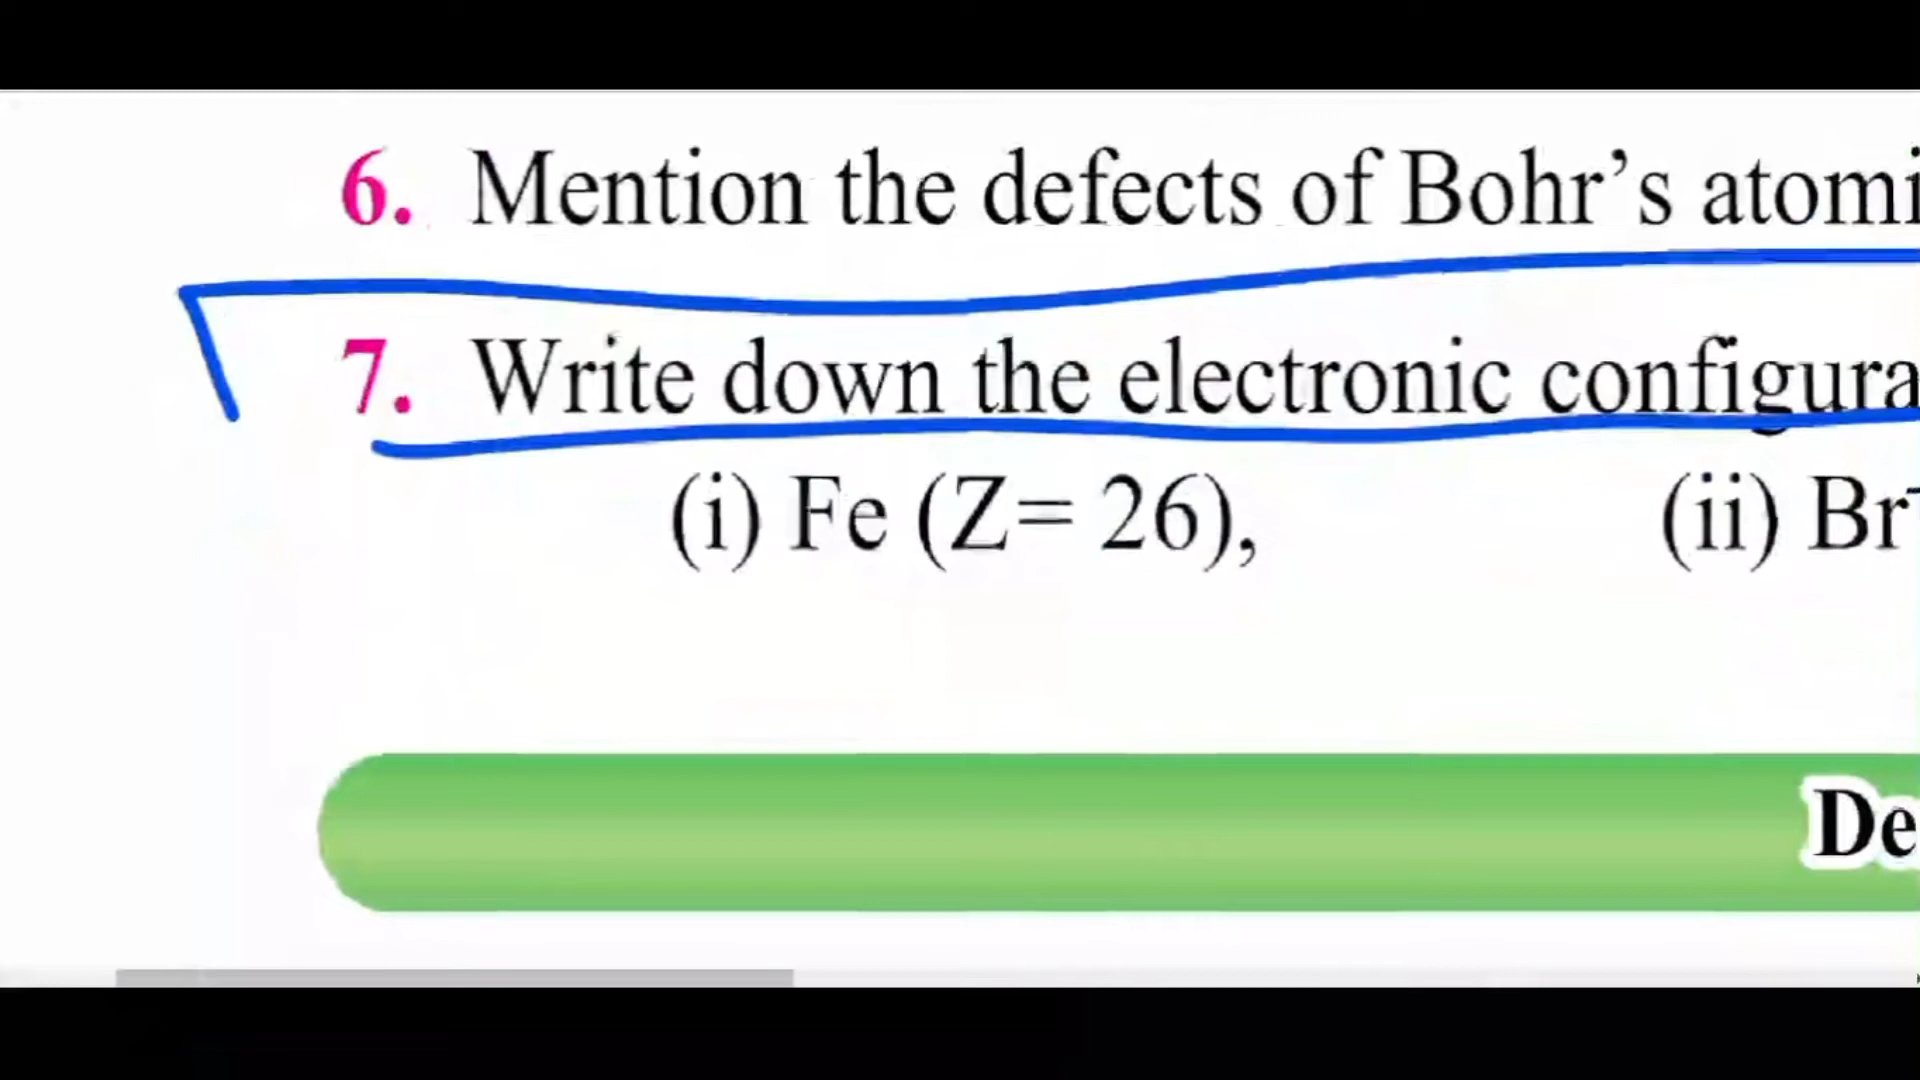 6. Mention the defects of Bohr's atomi
7. Write down the electronic configura
(i) Fe (Z= 26), (ii) Br⁻
De